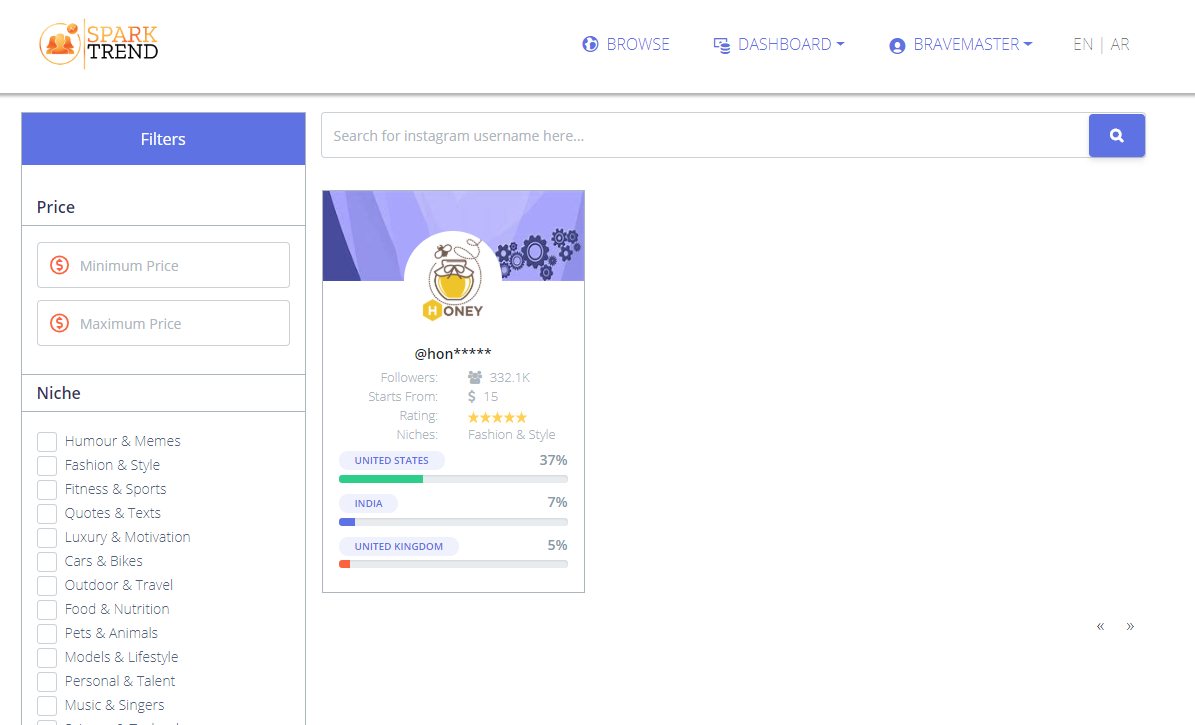 SPARK
TREND
BROWSE
DASHBOARD
BRAVEMASTER
EN | AR
Filters
Search for instagram username here...
Price
Minimum Price
Maximum Price
Niche
Humour & Memes
Fashion & Style
Fitness & Sports
Quotes & Texts
Luxury & Motivation
Cars & Bikes
Outdoor & Travel
Food & Nutrition
Pets & Animals
Models & Lifestyle
Personal & Talent
Music & Singers
HONEY
@hon*****
Followers: 332.1K
Starts From: $ 15
Rating: ★★★★★
Niches: Fashion & Style
UNITED STATES 37%
INDIA 7%
UNITED KINGDOM 5%
« »